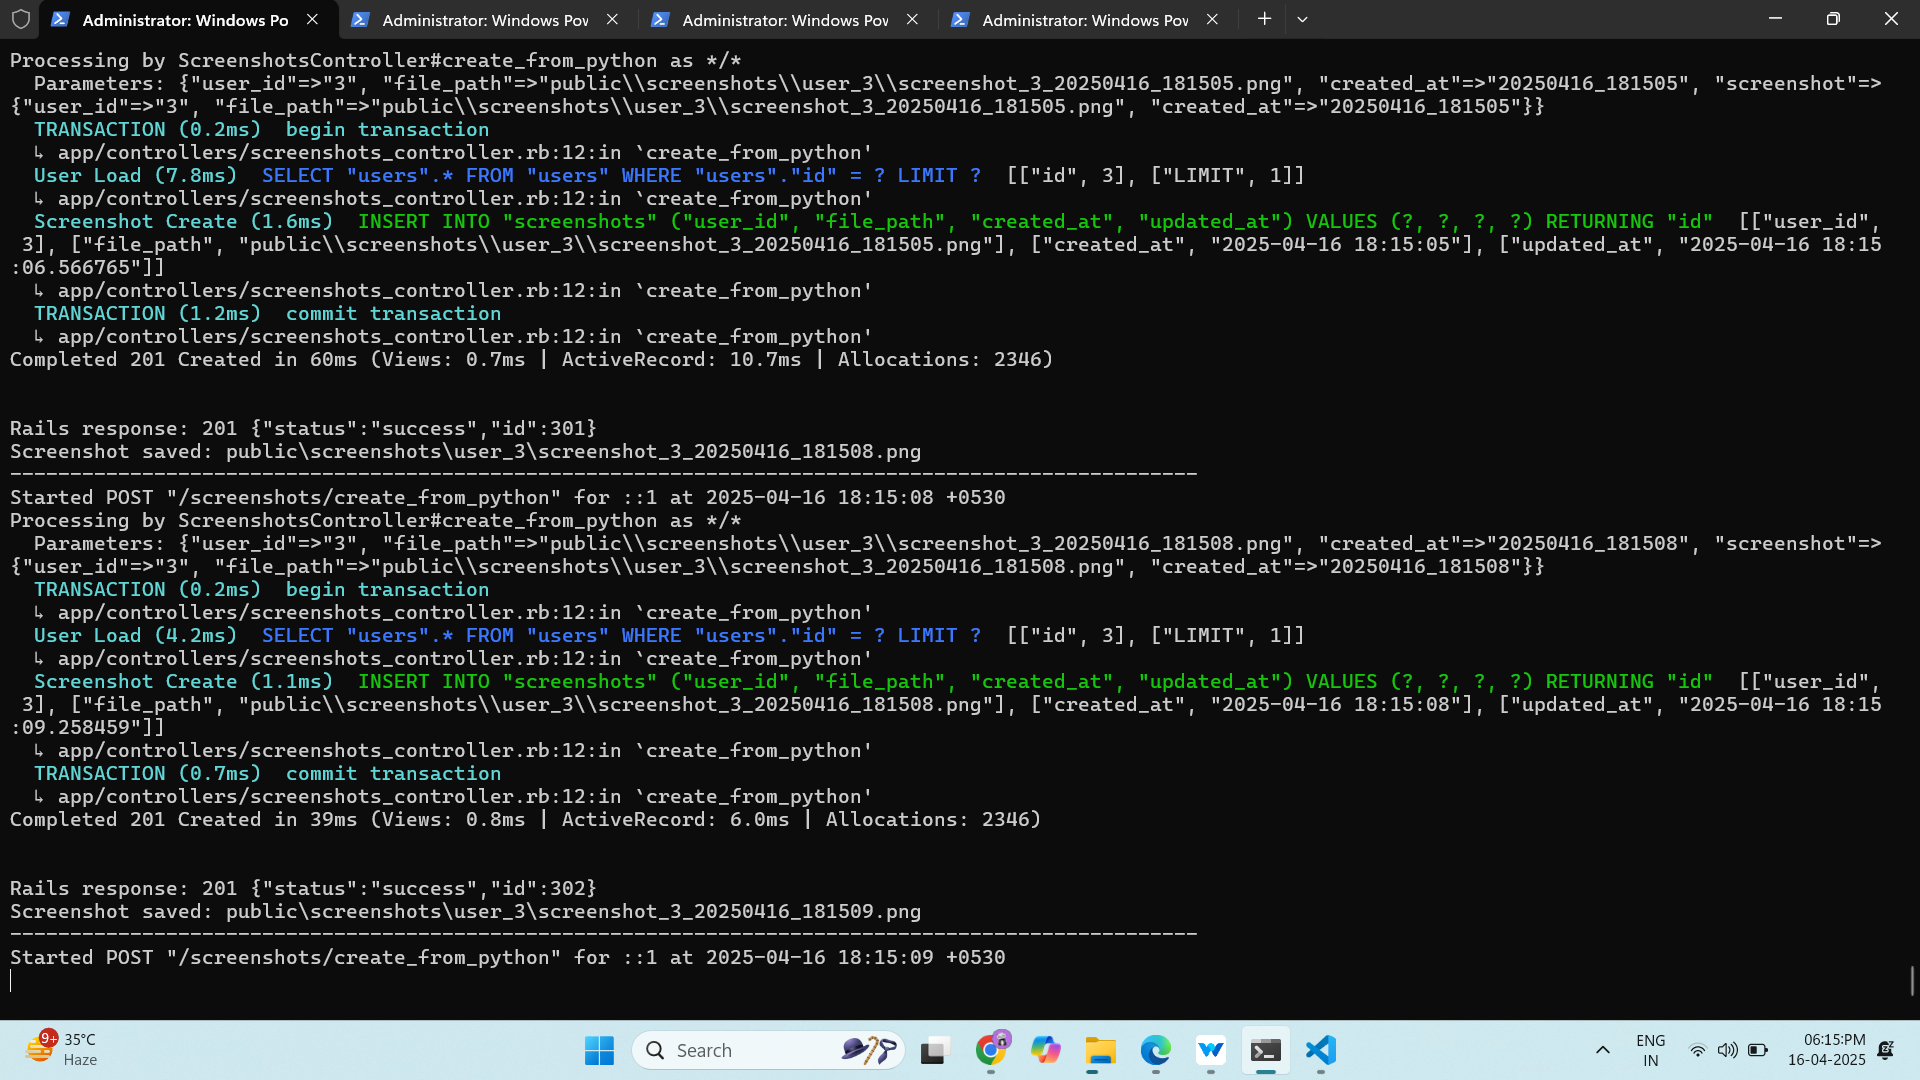 Administrator: Windows Po
Administrator: Windows Pov
Administrator: Windows Pov
Administrator: Windows Pov
Processing by ScreenshotsController#create_from_python as */*
  Parameters: {"user_id"=>"3", "file_path"=>"public\\screenshots\\user_3\\screenshot_3_20250416_181505.png", "created_at"=>"20250416_181505", "screenshot"=>
{"user_id"=>"3", "file_path"=>"public\\screenshots\\user_3\\screenshot_3_20250416_181505.png", "created_at"=>"20250416_181505"}}
  TRANSACTION (0.2ms)  begin transaction
  ↳ app/controllers/screenshots_controller.rb:12:in `create_from_python'
  User Load (7.8ms)  SELECT "users".* FROM "users" WHERE "users"."id" = ? LIMIT ?  [["id", 3], ["LIMIT", 1]]
  ↳ app/controllers/screenshots_controller.rb:12:in `create_from_python'
  Screenshot Create (1.6ms)  INSERT INTO "screenshots" ("user_id", "file_path", "created_at", "updated_at") VALUES (?, ?, ?, ?) RETURNING "id"  [["user_id",
 3], ["file_path", "public\\screenshots\\user_3\\screenshot_3_20250416_181505.png"], ["created_at", "2025-04-16 18:15:05"], ["updated_at", "2025-04-16 18:15
:06.566765"]]
  ↳ app/controllers/screenshots_controller.rb:12:in `create_from_python'
  TRANSACTION (1.2ms)  commit transaction
  ↳ app/controllers/screenshots_controller.rb:12:in `create_from_python'
Completed 201 Created in 60ms (Views: 0.7ms | ActiveRecord: 10.7ms | Allocations: 2346)
Rails response: 201 {"status":"success","id":301}
Screenshot saved: public\screenshots\user_3\screenshot_3_20250416_181508.png
---------------------------------------------------------------------------------------------------
Started POST "/screenshots/create_from_python" for ::1 at 2025-04-16 18:15:08 +0530
Processing by ScreenshotsController#create_from_python as */*
  Parameters: {"user_id"=>"3", "file_path"=>"public\\screenshots\\user_3\\screenshot_3_20250416_181508.png", "created_at"=>"20250416_181508", "screenshot"=>
{"user_id"=>"3", "file_path"=>"public\\screenshots\\user_3\\screenshot_3_20250416_181508.png", "created_at"=>"20250416_181508"}}
  TRANSACTION (0.2ms)  begin transaction
  ↳ app/controllers/screenshots_controller.rb:12:in `create_from_python'
  User Load (4.2ms)  SELECT "users".* FROM "users" WHERE "users"."id" = ? LIMIT ?  [["id", 3], ["LIMIT", 1]]
  ↳ app/controllers/screenshots_controller.rb:12:in `create_from_python'
  Screenshot Create (1.1ms)  INSERT INTO "screenshots" ("user_id", "file_path", "created_at", "updated_at") VALUES (?, ?, ?, ?) RETURNING "id"  [["user_id",
 3], ["file_path", "public\\screenshots\\user_3\\screenshot_3_20250416_181508.png"], ["created_at", "2025-04-16 18:15:08"], ["updated_at", "2025-04-16 18:15
:09.258459"]]
  ↳ app/controllers/screenshots_controller.rb:12:in `create_from_python'
  TRANSACTION (0.7ms)  commit transaction
  ↳ app/controllers/screenshots_controller.rb:12:in `create_from_python'
Completed 201 Created in 39ms (Views: 0.8ms | ActiveRecord: 6.0ms | Allocations: 2346)
Rails response: 201 {"status":"success","id":302}
Screenshot saved: public\screenshots\user_3\screenshot_3_20250416_181509.png
---------------------------------------------------------------------------------------------------
Started POST "/screenshots/create_from_python" for ::1 at 2025-04-16 18:15:09 +0530
9+
35°C
Haze
Search
ENG
IN
06:15:PM
16-04-2025